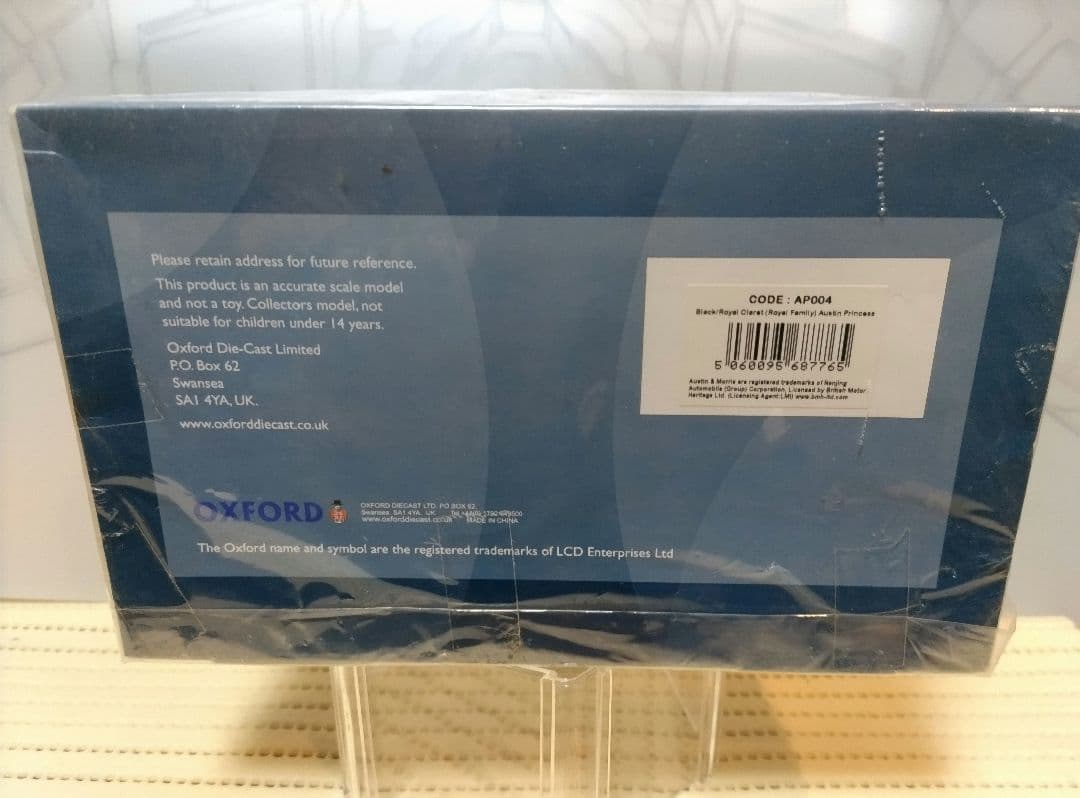 Please retain address for future reference.
This product is an accurate scale model
and not a toy. Collectors model, not
suitable for children under 14 years.
Oxford Die-Cast Limited
P.O. Box 62
Swansea
SA1 4YA, UK.
www.oxforddiecast.co.uk
CODE : AP004
Black/Royal Claret (Royal Family) Austin Princess
5 060095 687765
Austin & Morris are registered trademarks of Nanjing
Automobile (Group) Corporation, Licensed by British Motor
Heritage Ltd. (Licensing Agent:LMI) www.bmh-ltd.com
OXFORD
OXFORD DIECAST LTD. PO BOX 62,
Swansea SA1 4YA. UK
www.oxforddiecast.co.uk MADE IN CHINA
The Oxford name and symbol are the registered trademarks of LCD Enterprises Ltd